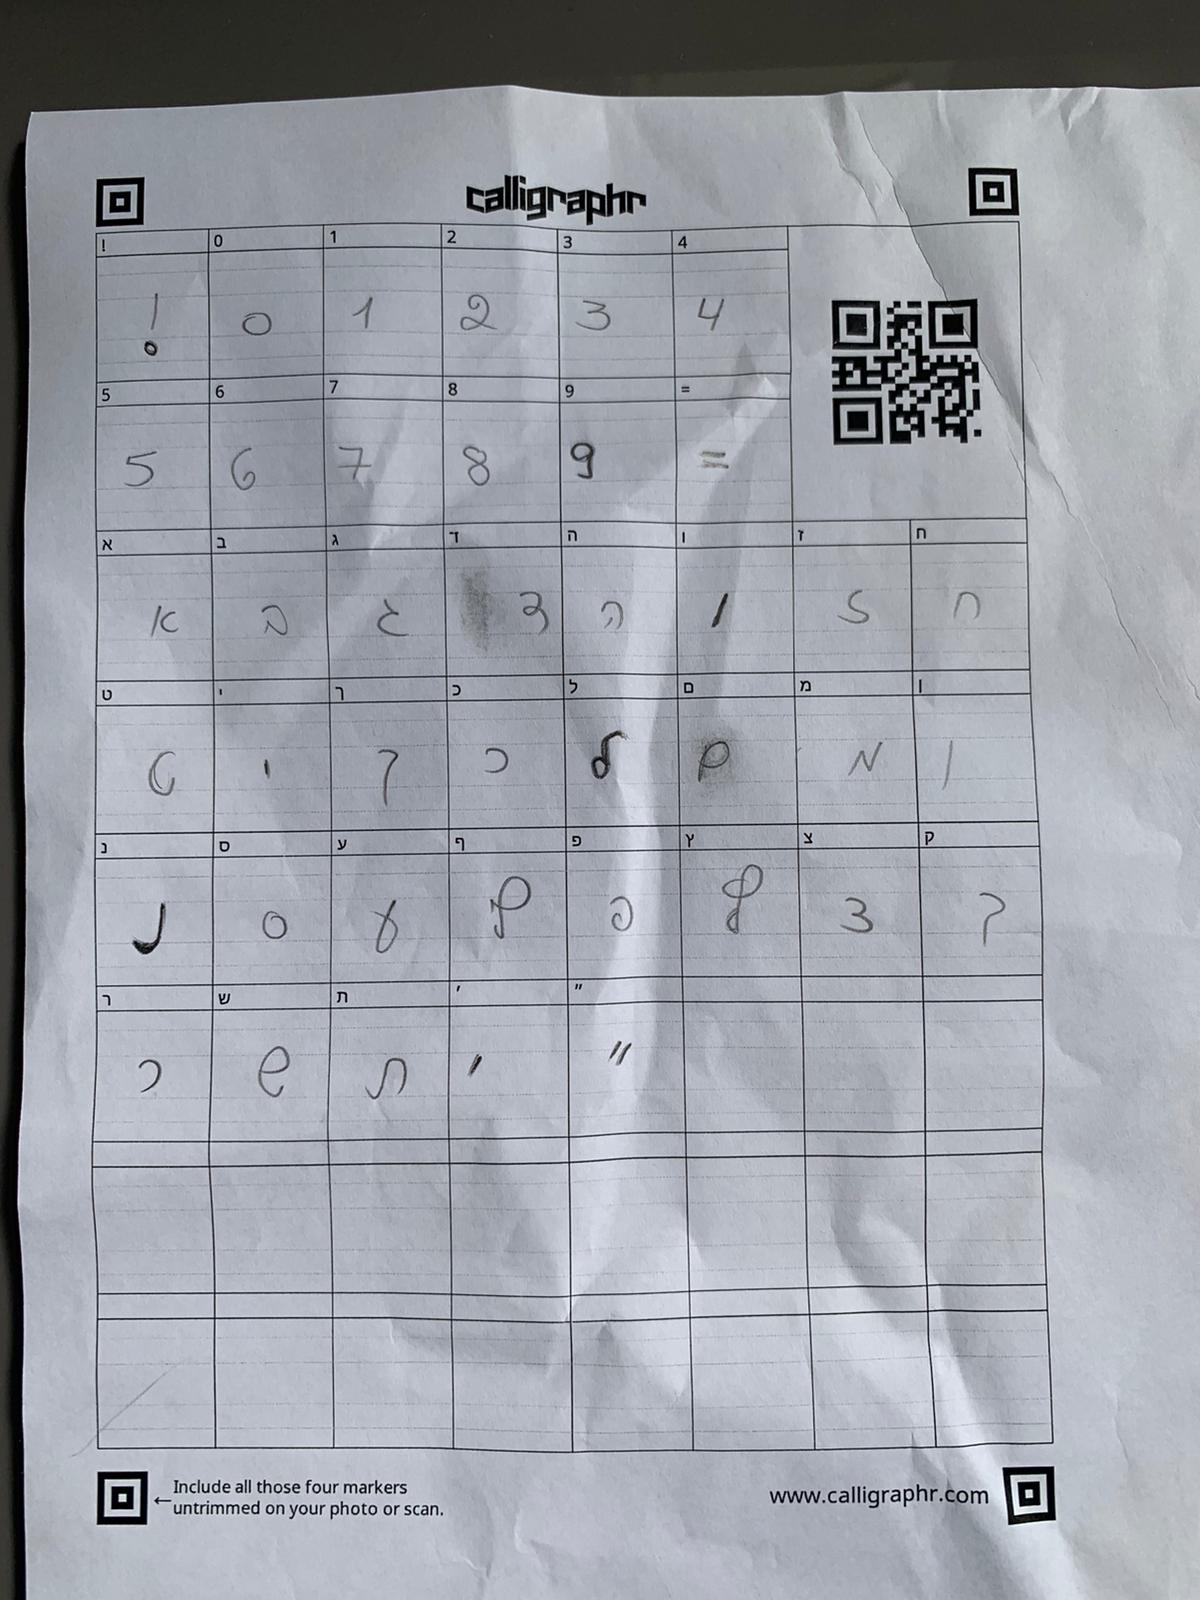 calligraphr
! 0 1 2 3 4
! 0 1 2 3 4
5 6 7 8 9 =
5 6 7 8 9 =
א ב ג ד ה ו ז ח
א ב ג ד ה ו ז ח
ט י ך כ ל ם מ ן
ט י ך כ ל ם מ ן
נ ס ע ף פ ץ צ ק
נ ס ע ף פ ץ צ ק
ר ש ת ׳ ״
ר ש ת ׳ ״
Include all those four markers
←untrimmed on your photo or scan.
www.calligraphr.com